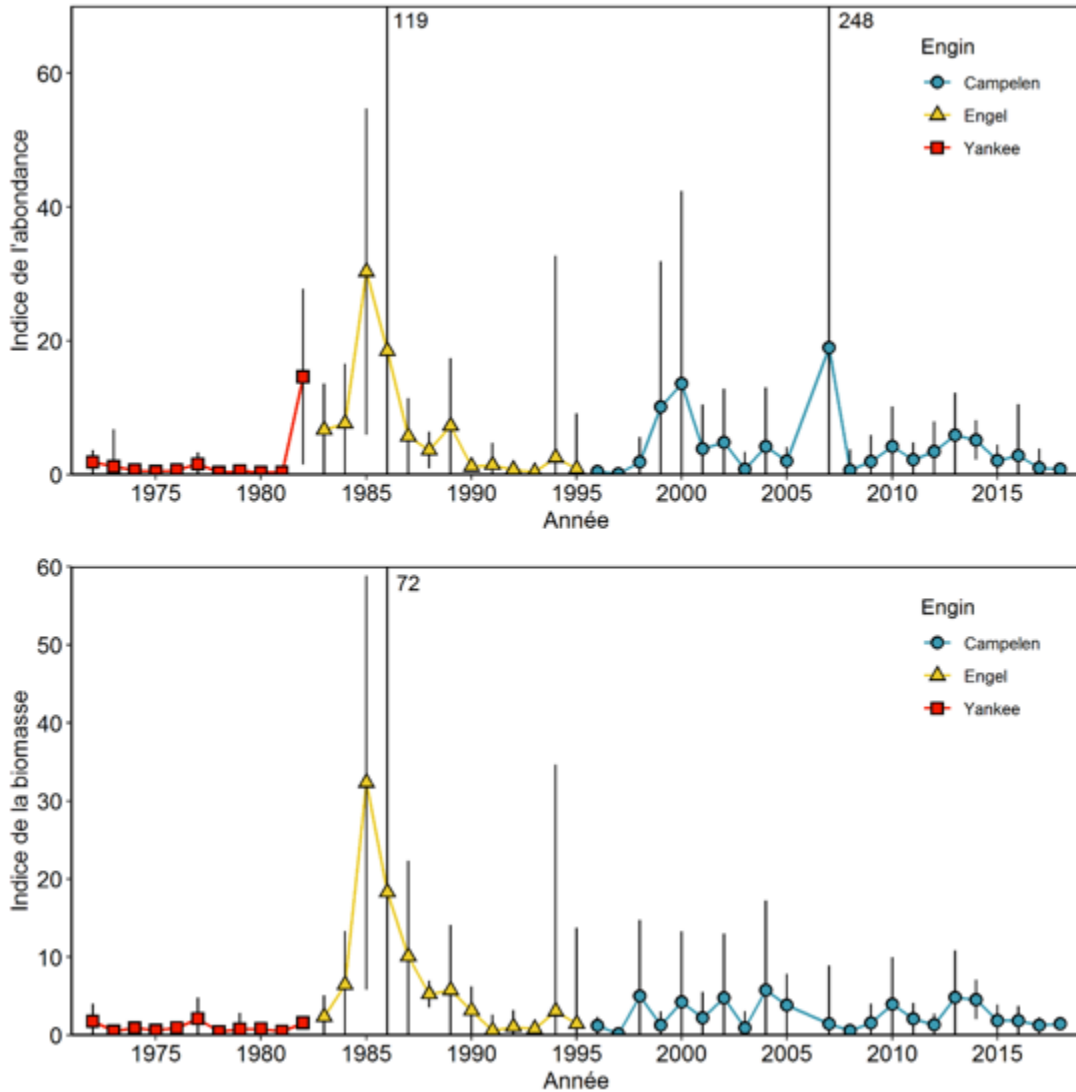 119
248
Engin
Campelen
Engel
Yankee
60
40
20
0
Indice de l'abondance
1975 1980 1985 1990 1995 2000 2005 2010 2015
Année
72
Engin
Campelen
Engel
Yankee
60
50
40
30
20
10
0
Indice de la biomasse
1975 1980 1985 1990 1995 2000 2005 2010 2015
Année